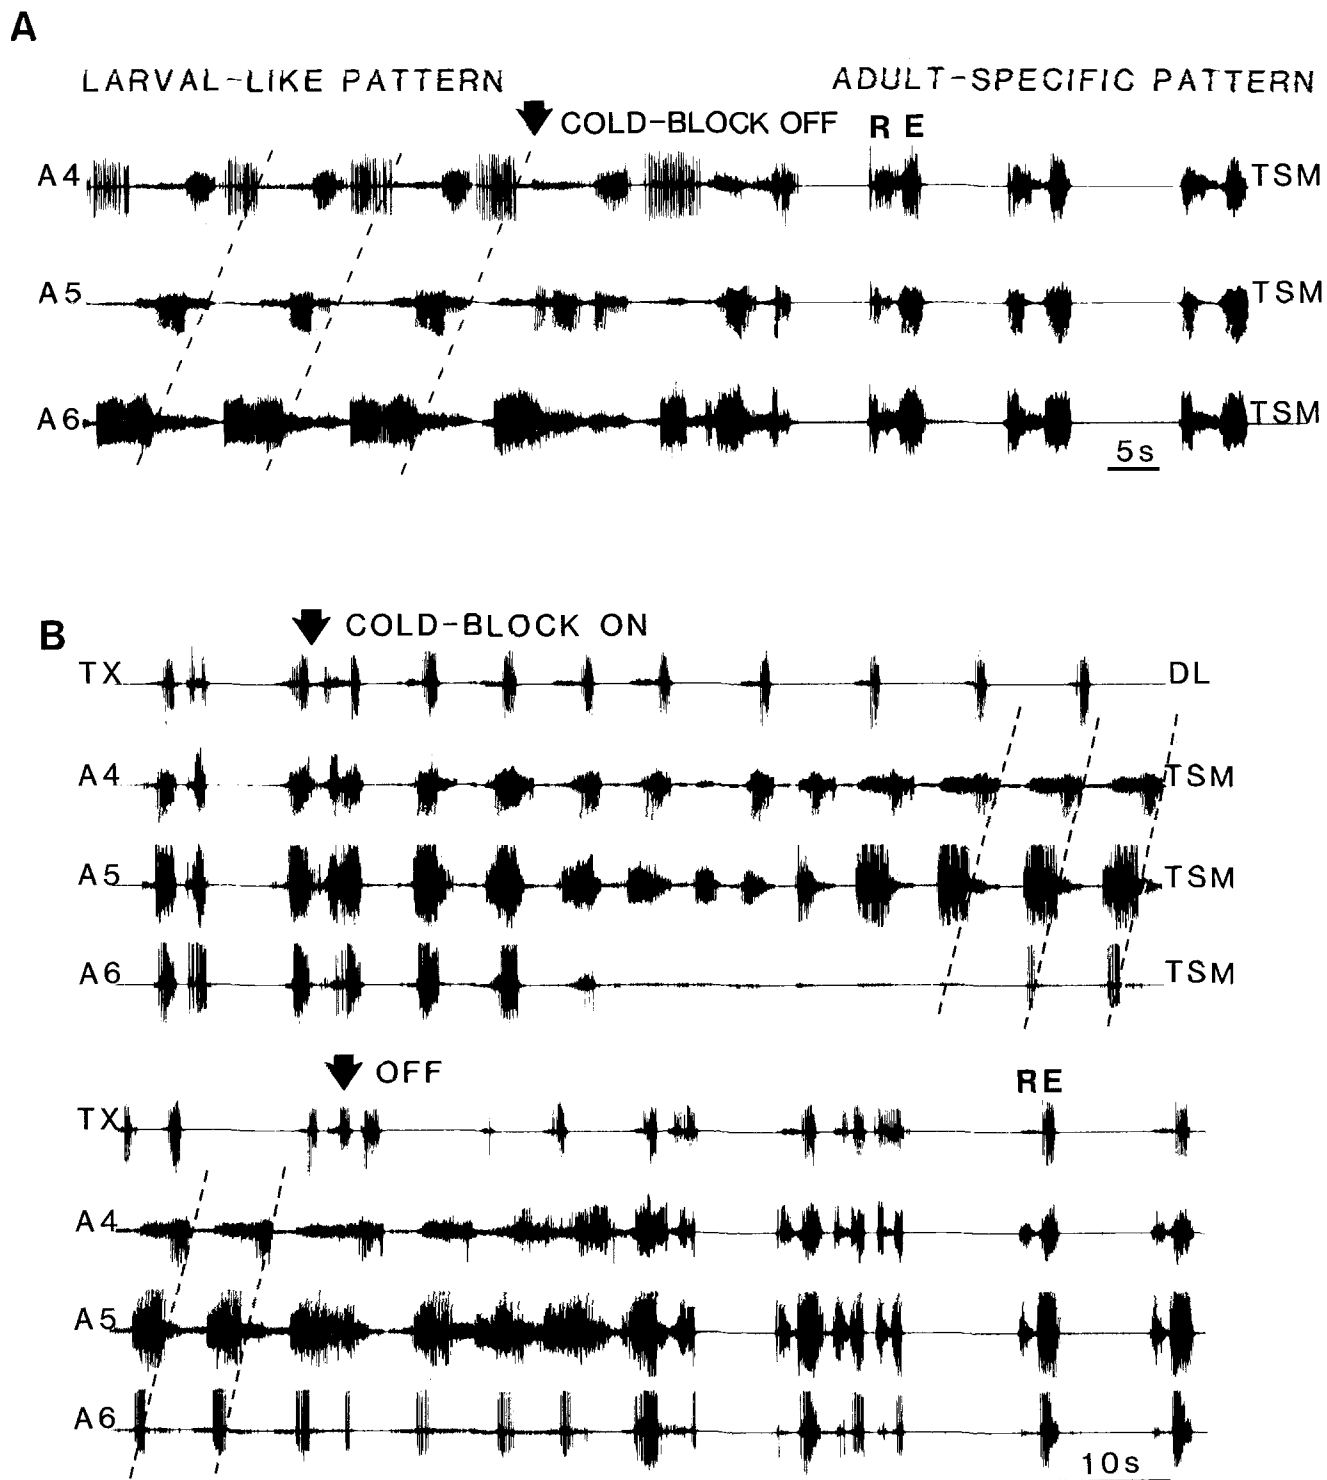 A
LARVAL-LIKE PATTERN ADULT-SPECIFIC PATTERN
COLD-BLOCK OFF R E
A4 TSM
A5 TSM
A6 TSM
5s
B
COLD-BLOCK ON
TX DL
A4 TSM
A5 TSM
A6 TSM
OFF
RE
TX
A4
A5
A6
10s